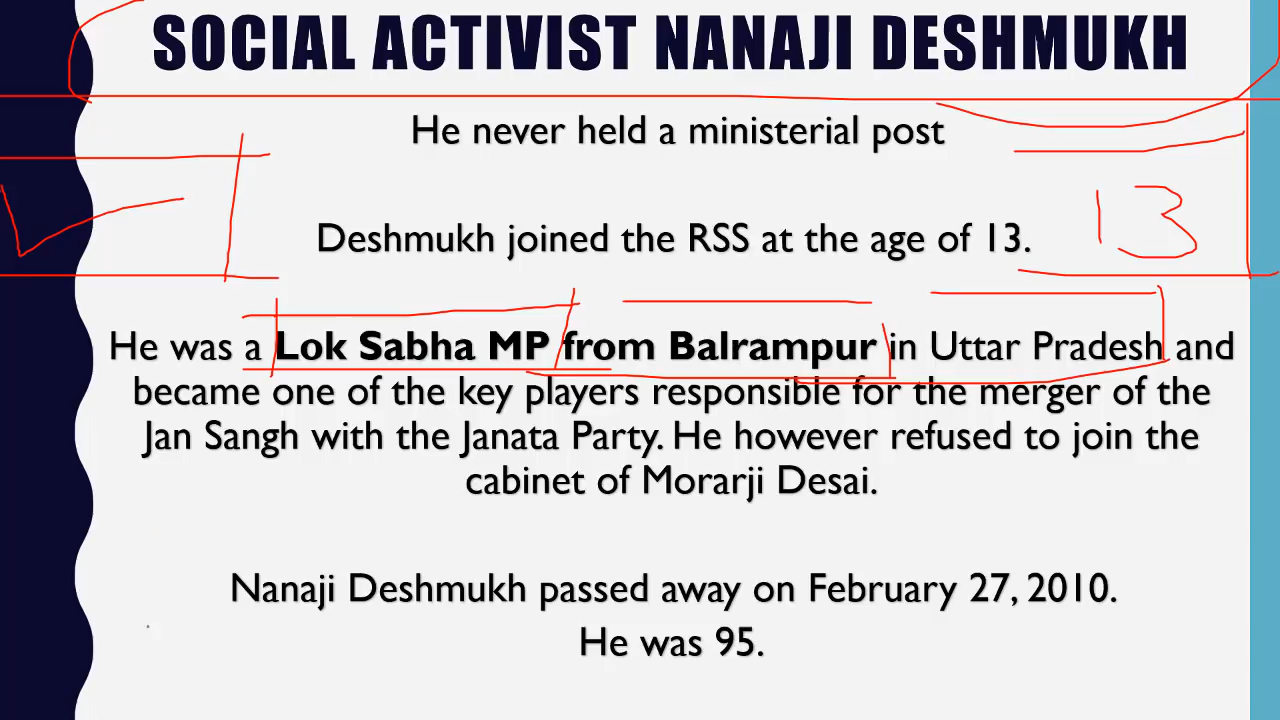 SOCIAL ACTIVIST NANAJI DESHMUKH
He never held a ministerial post
Deshmukh joined the RSS at the age of 13.
13
He was a Lok Sabha MP from Balrampur in Uttar Pradesh and
became one of the key players responsible for the merger of the
Jan Sangh with the Janata Party. He however refused to join the
cabinet of Morarji Desai.
Nanaji Deshmukh passed away on February 27, 2010.
He was 95.